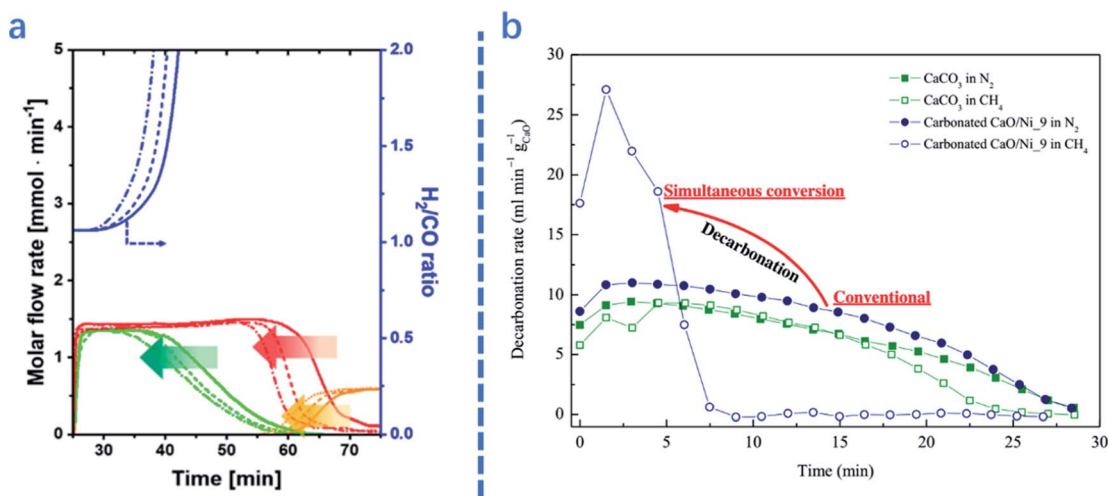 a
Molar flow rate [mmol · min⁻¹]
5
4
3
2
1
0
2.0
1.5
1.0
0.5
0.0
H₂/CO ratio
30
40
50
60
70
Time [min]
b
Decarbonation rate (ml min⁻¹ g⁻¹CaO)
30
25
20
15
10
5
0
CaCO₃ in N₂
CaCO₃ in CH₄
Carbonated CaO/Ni_9 in N₂
Carbonated CaO/Ni_9 in CH₄
Simultaneous conversion
Decarbonation
Conventional
0
5
10
15
20
25
30
Time (min)